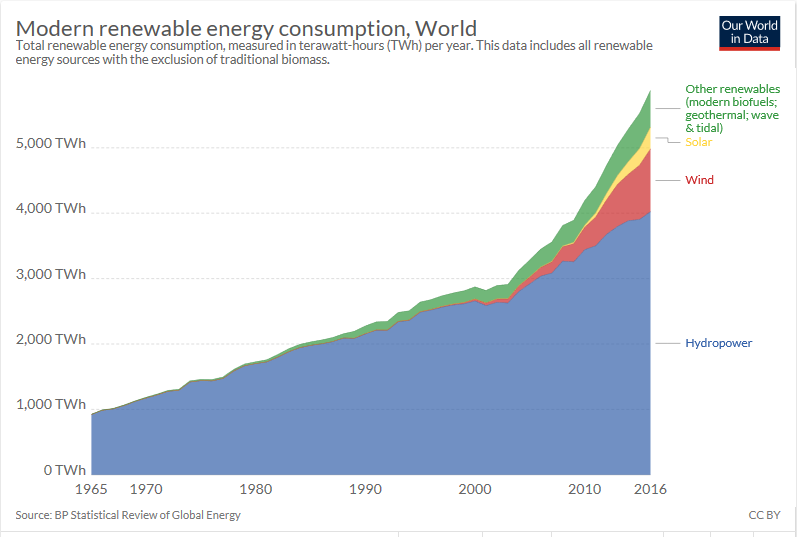 Modern renewable energy consumption, World
Total renewable energy consumption, measured in terawatt-hours (TWh) per year. This data includes all renewable
energy sources with the exclusion of traditional biomass.
Our World
in Data
Other renewables
(modern biofuels;
geothermal; wave
& tidal)
Solar
Wind
Hydropower
5,000 TWh
4,000 TWh
3,000 TWh
2,000 TWh
1,000 TWh
0 TWh
1965 1970 1980 1990 2000 2010 2016
Source: BP Statistical Review of Global Energy
CC BY